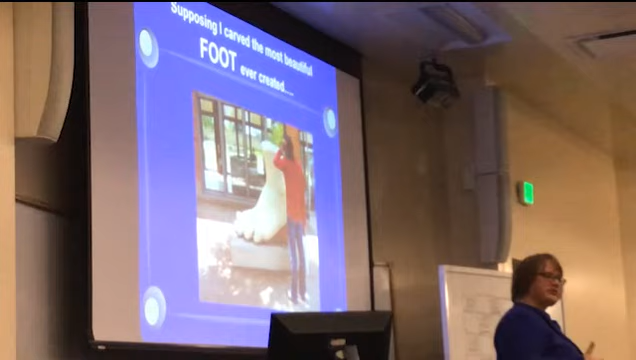 Supposing I carved the most beautiful
FOOT ever created....